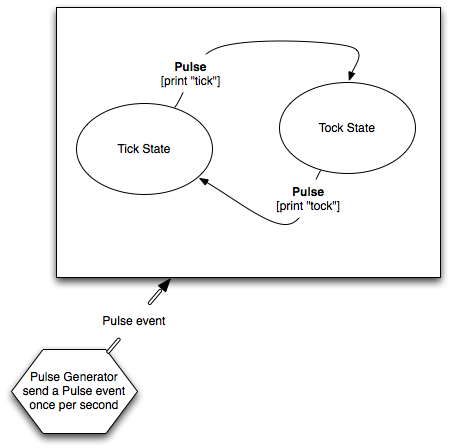 Pulse
[print "tick"]
Tick State
Tock State
Pulse
[print "tock"]
Pulse event
Pulse Generator
send a Pulse event
once per second